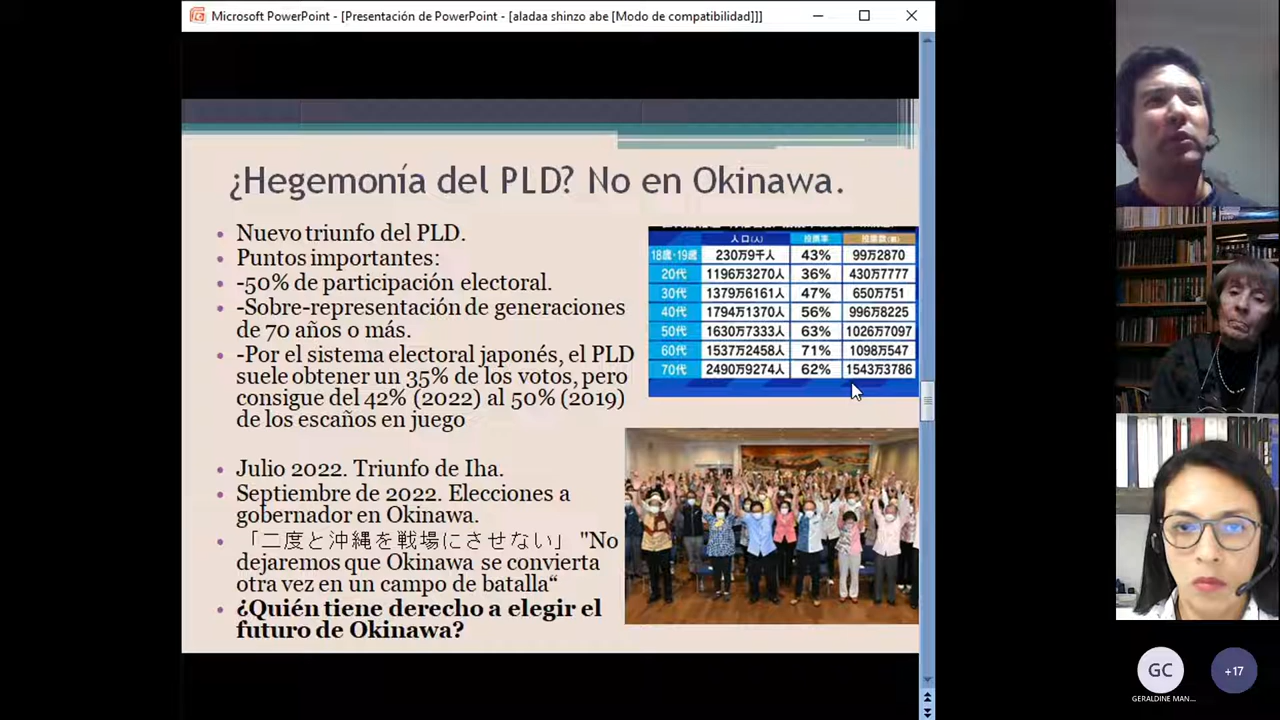 Microsoft PowerPoint - [Presentación de PowerPoint - [aladaa shinzo abe [Modo de compatibilidad]]]
¿Hegemonía del PLD? No en Okinawa.
• Nuevo triunfo del PLD.
• Puntos importantes:
• -50% de participación electoral.
• -Sobre-representación de generaciones
de 70 años o más.
• -Por el sistema electoral japonés, el PLD
suele obtener un 35% de los votos, pero
consigue del 42% (2022) al 50% (2019)
de los escaños en juego
• Julio 2022. Triunfo de Iha.
• Septiembre de 2022. Elecciones a
gobernador en Okinawa.
• 「二度と沖縄を戦場にさせない」 "No
dejaremos que Okinawa se convierta
otra vez en un campo de batalla“
• ¿Quién tiene derecho a elegir el
futuro de Okinawa?
人口(人) 投票率 投票数(票)
18歳・19歳 230万9千人 43% 99万2870
20代 1196万3270人 36% 430万7777
30代 1379万6161人 47% 650万751
40代 1794万1370人 56% 996万8225
50代 1630万7333人 63% 1026万7097
60代 1537万2458人 71% 1098万547
70代 2490万9274人 62% 1543万3786
GC
+17
GERALDINE MAN...